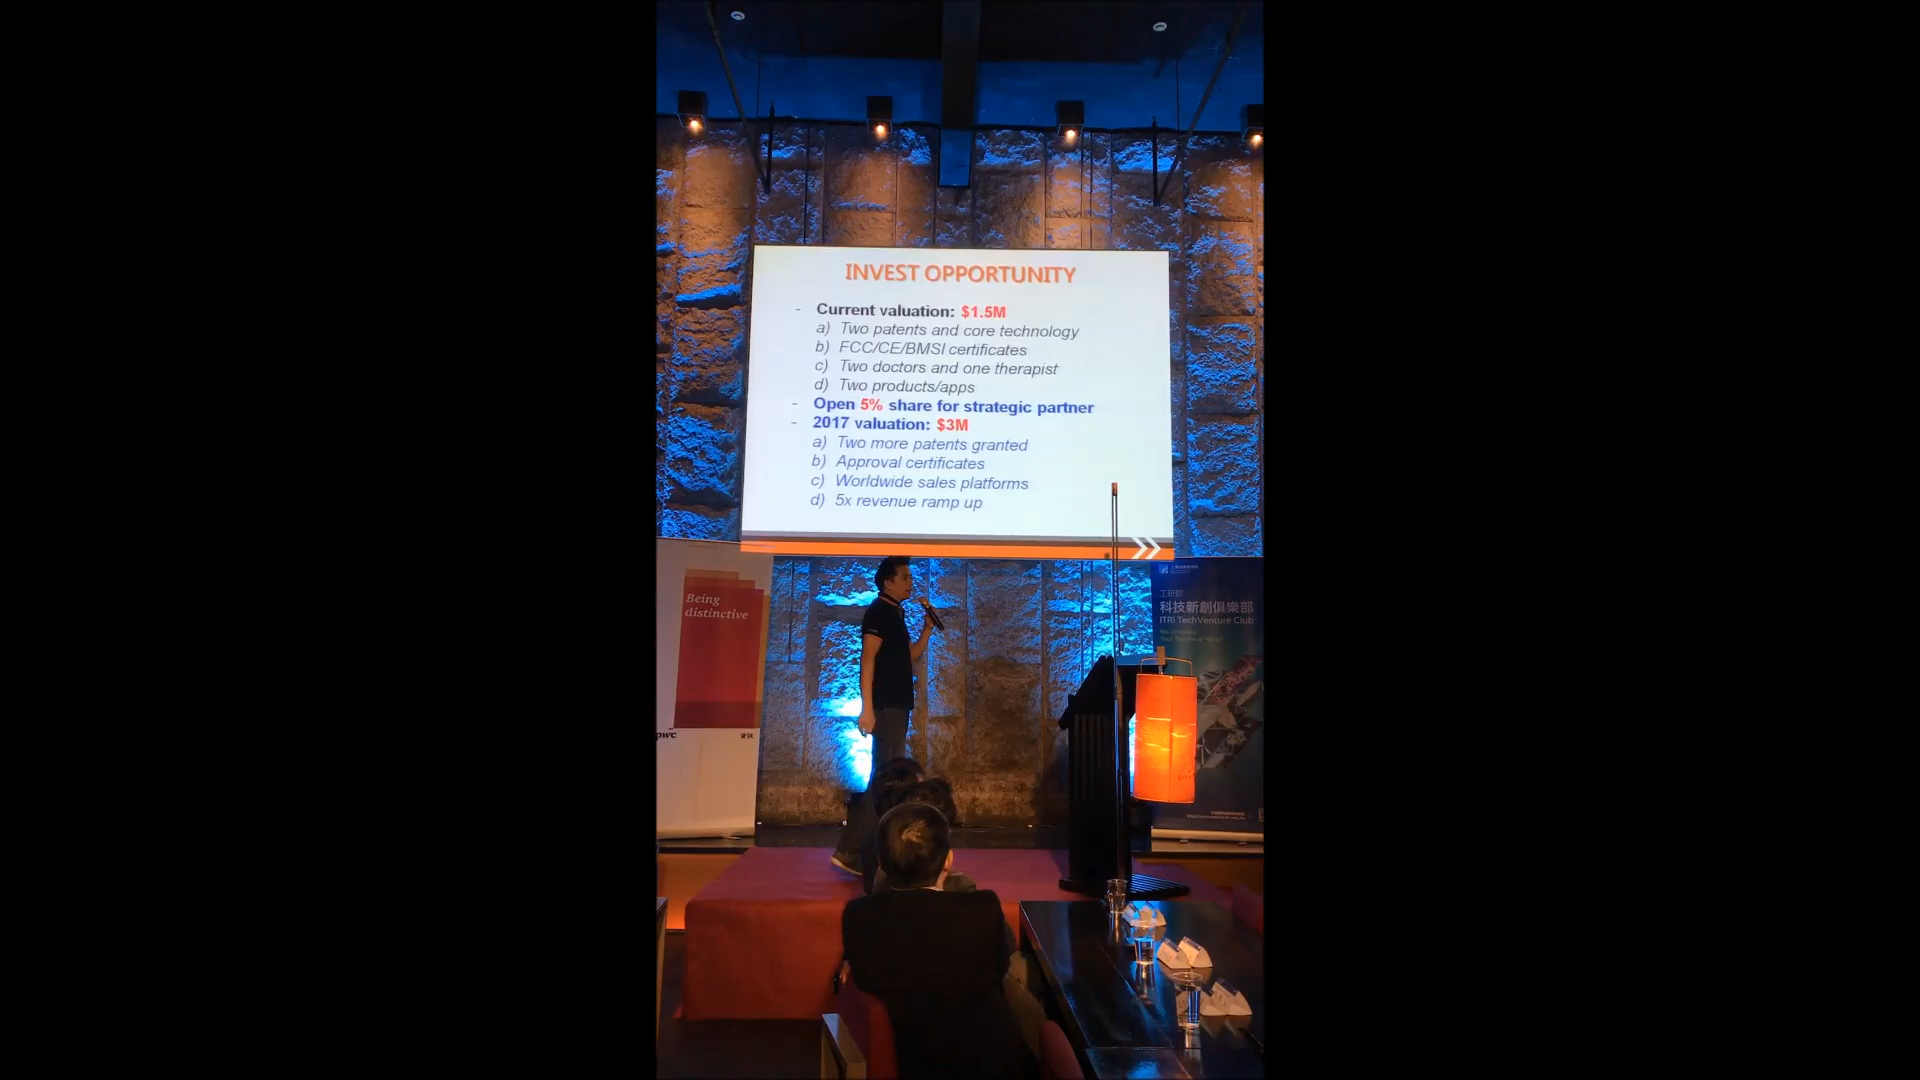 INVEST OPPORTUNITY
- Current valuation: $1.5M
a) Two patents and core technology
b) FCC/CE/BMSI certificates
c) Two doctors and one therapist
d) Two products/apps
- Open 5% share for strategic partner
- 2017 valuation: $3M
a) Two more patents granted
b) Approval certificates
c) Worldwide sales platforms
d) 5x revenue ramp up
Being
distinctive
pwc
工研院
科技新創俱樂部
ITRI TechVenture Club